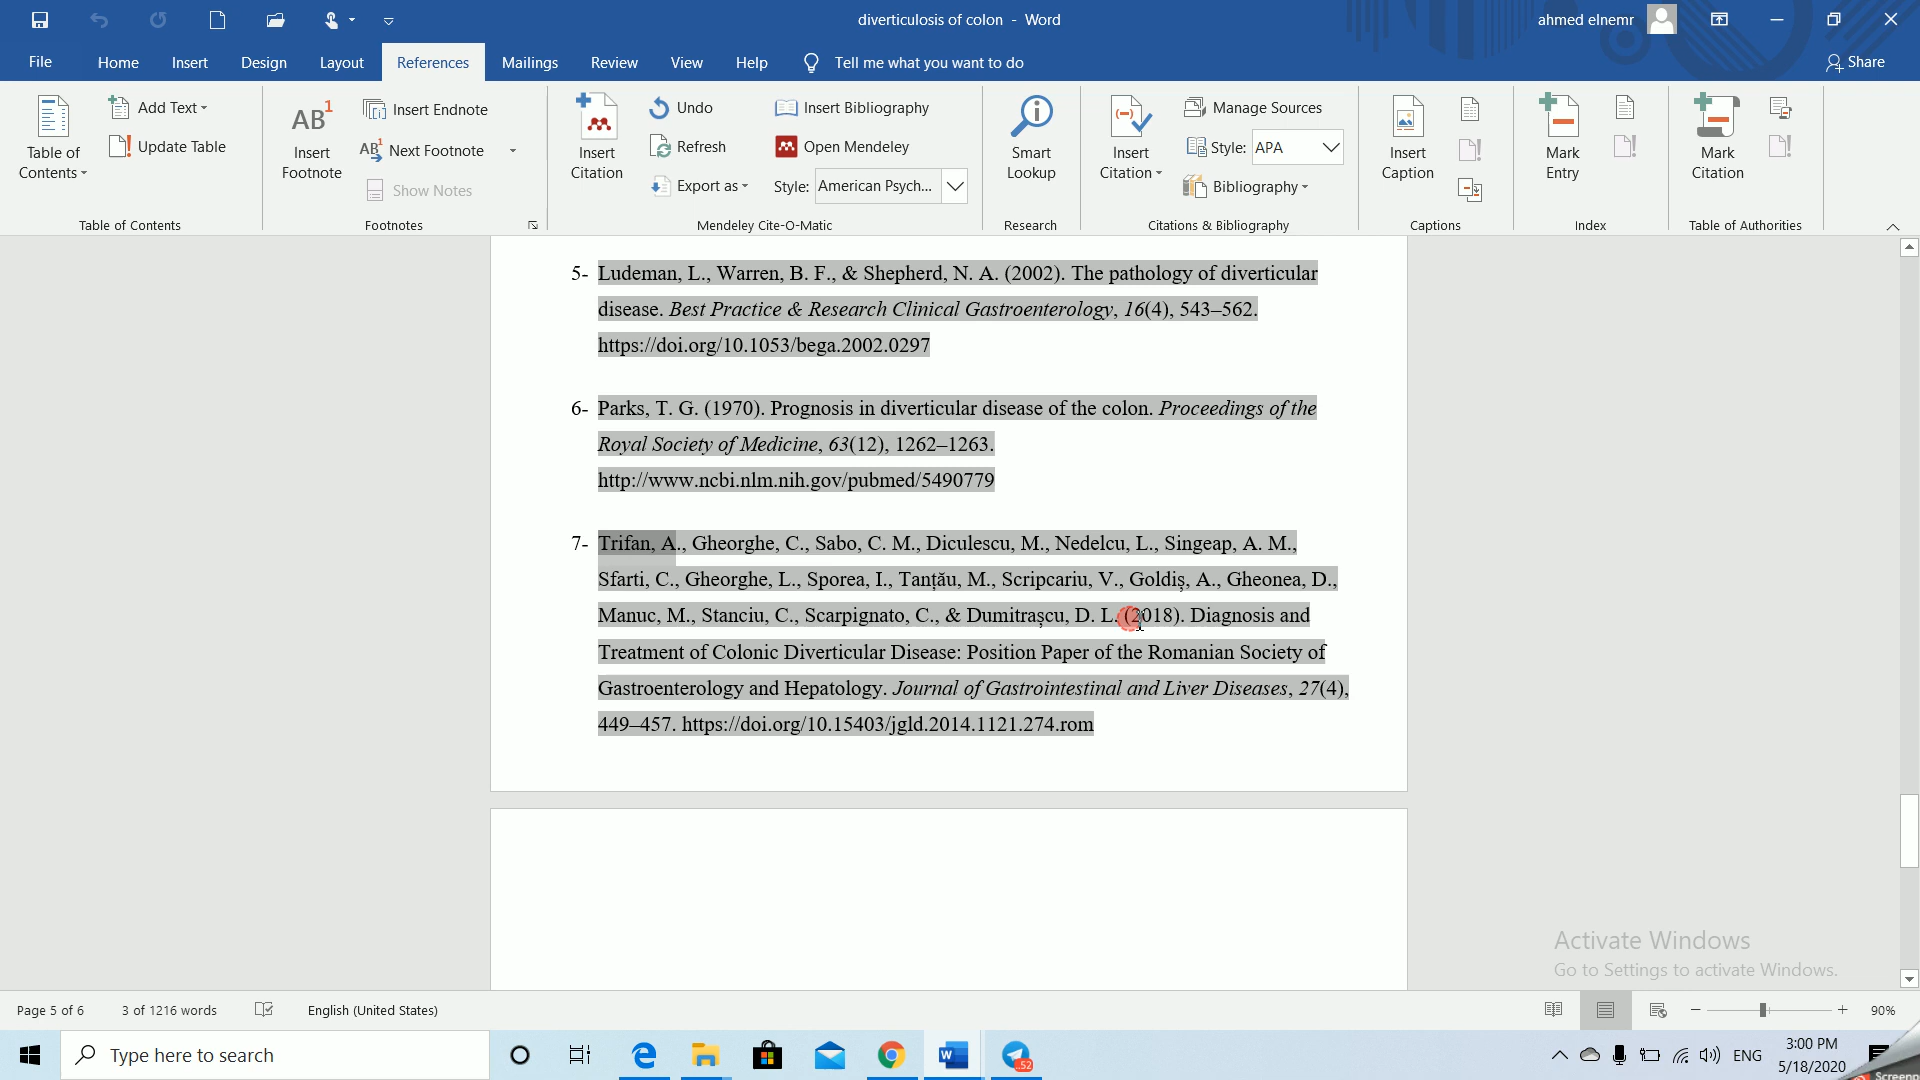 diverticulosis of colon - Word
ahmed elnemr
File Home Insert Design Layout References Mailings Review View Help Tell me what you want to do Share
Table of Contents
Add Text
Update Table
Table of Contents
AB1
Insert Footnote
Insert Endnote
AB1 Next Footnote
Show Notes
Footnotes
Insert Citation
Undo
Refresh
Export as
Insert Bibliography
Open Mendeley
Style: American Psych...
Mendeley Cite-O-Matic
Smart Lookup
Research
Insert Citation
Manage Sources
Style: APA
Bibliography
Citations & Bibliography
Insert Caption
Captions
Mark Entry
Index
Mark Citation
Table of Authorities
5- Ludeman, L., Warren, B. F., & Shepherd, N. A. (2002). The pathology of diverticular
disease. Best Practice & Research Clinical Gastroenterology, 16(4), 543–562.
https://doi.org/10.1053/bega.2002.0297
6- Parks, T. G. (1970). Prognosis in diverticular disease of the colon. Proceedings of the
Royal Society of Medicine, 63(12), 1262–1263.
http://www.ncbi.nlm.nih.gov/pubmed/5490779
7- Trifan, A., Gheorghe, C., Sabo, C. M., Diculescu, M., Nedelcu, L., Singeap, A. M.,
Sfarti, C., Gheorghe, L., Sporea, I., Tanțău, M., Scripcariu, V., Goldiș, A., Gheonea, D.,
Manuc, M., Stanciu, C., Scarpignato, C., & Dumitrașcu, D. L. (2018). Diagnosis and
Treatment of Colonic Diverticular Disease: Position Paper of the Romanian Society of
Gastroenterology and Hepatology. Journal of Gastrointestinal and Liver Diseases, 27(4),
449–457. https://doi.org/10.15403/jgld.2014.1121.274.rom
Activate Windows
Go to Settings to activate Windows.
Page 5 of 6 3 of 1216 words English (United States) 90%
Type here to search
52
ENG
3:00 PM
5/18/2020